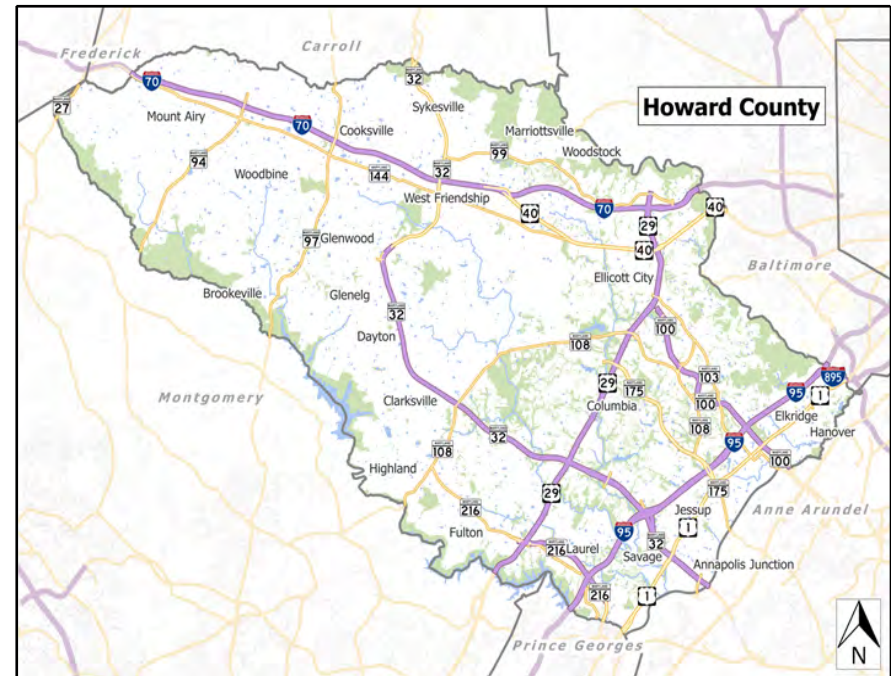 Frederick
Carroll
70
32
27
Mount Airy
Sykesville
Howard County
70
Cooksville
Marriottsville
94
99
Woodstock
Woodbine
144
32
West Friendship
40
70
40
29
97
Glenwood
40
Ellicott City
Baltimore
Brookeville
Glenelg
32
Dayton
108
100
Montgomery
29
175
103
895
Clarksville
Columbia
100
95
1
108
Elkridge
Hanover
108
32
95
100
Highland
175
29
Anne Arundel
216
Jessup
Fulton
95
1
216
Laurel
32
Savage
Annapolis Junction
216
1
Prince Georges
N